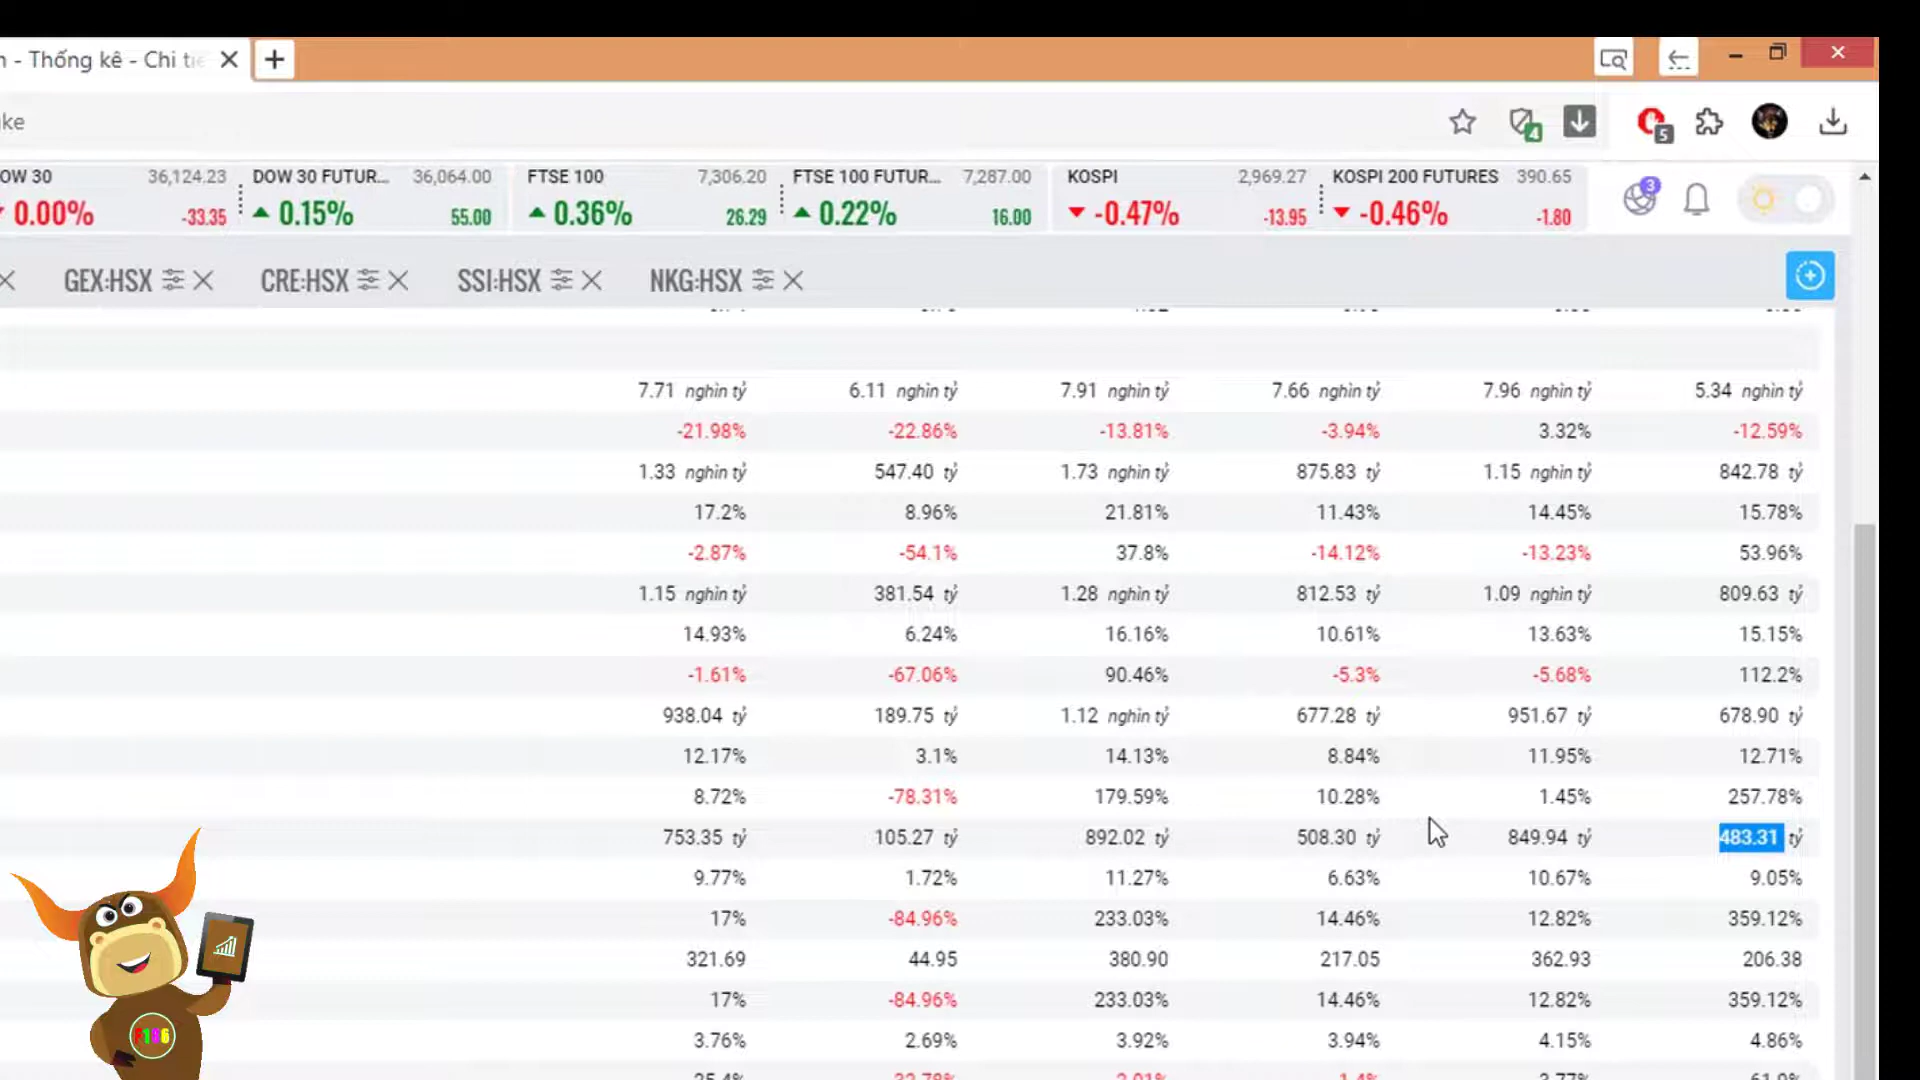 n - Thống kê - Chi tiế
ke
OW 30 36,124.23 DOW 30 FUTUR... 36,064.00 FTSE 100 7,306.20 FTSE 100 FUTUR... 7,287.00 KOSPI 2,969.27 KOSPI 200 FUTURES 390.65
0.00% -33.35 0.15% 55.00 0.36% 26.29 0.22% 16.00 -0.47% -13.95 -0.46% -1.80
GEX:HSX CRE:HSX SSI:HSX NKG:HSX
7.71 nghìn tỷ 6.11 nghìn tỷ 7.91 nghìn tỷ 7.66 nghìn tỷ 7.96 nghìn tỷ 5.34 nghìn tỷ
-21.98% -22.86% -13.81% -3.94% 3.32% -12.59%
1.33 nghìn tỷ 547.40 tỷ 1.73 nghìn tỷ 875.83 tỷ 1.15 nghìn tỷ 842.78 tỷ
17.2% 8.96% 21.81% 11.43% 14.45% 15.78%
-2.87% -54.1% 37.8% -14.12% -13.23% 53.96%
1.15 nghìn tỷ 381.54 tỷ 1.28 nghìn tỷ 812.53 tỷ 1.09 nghìn tỷ 809.63 tỷ
14.93% 6.24% 16.16% 10.61% 13.63% 15.15%
-1.61% -67.06% 90.46% -5.3% -5.68% 112.2%
938.04 tỷ 189.75 tỷ 1.12 nghìn tỷ 677.28 tỷ 951.67 tỷ 678.90 tỷ
12.17% 3.1% 14.13% 8.84% 11.95% 12.71%
8.72% -78.31% 179.59% 10.28% 1.45% 257.78%
753.35 tỷ 105.27 tỷ 892.02 tỷ 508.30 tỷ 849.94 tỷ 483.31 tỷ
9.77% 1.72% 11.27% 6.63% 10.67% 9.05%
17% -84.96% 233.03% 14.46% 12.82% 359.12%
321.69 44.95 380.90 217.05 362.93 206.38
17% -84.96% 233.03% 14.46% 12.82% 359.12%
3.76% 2.69% 3.92% 3.94% 4.15% 4.86%